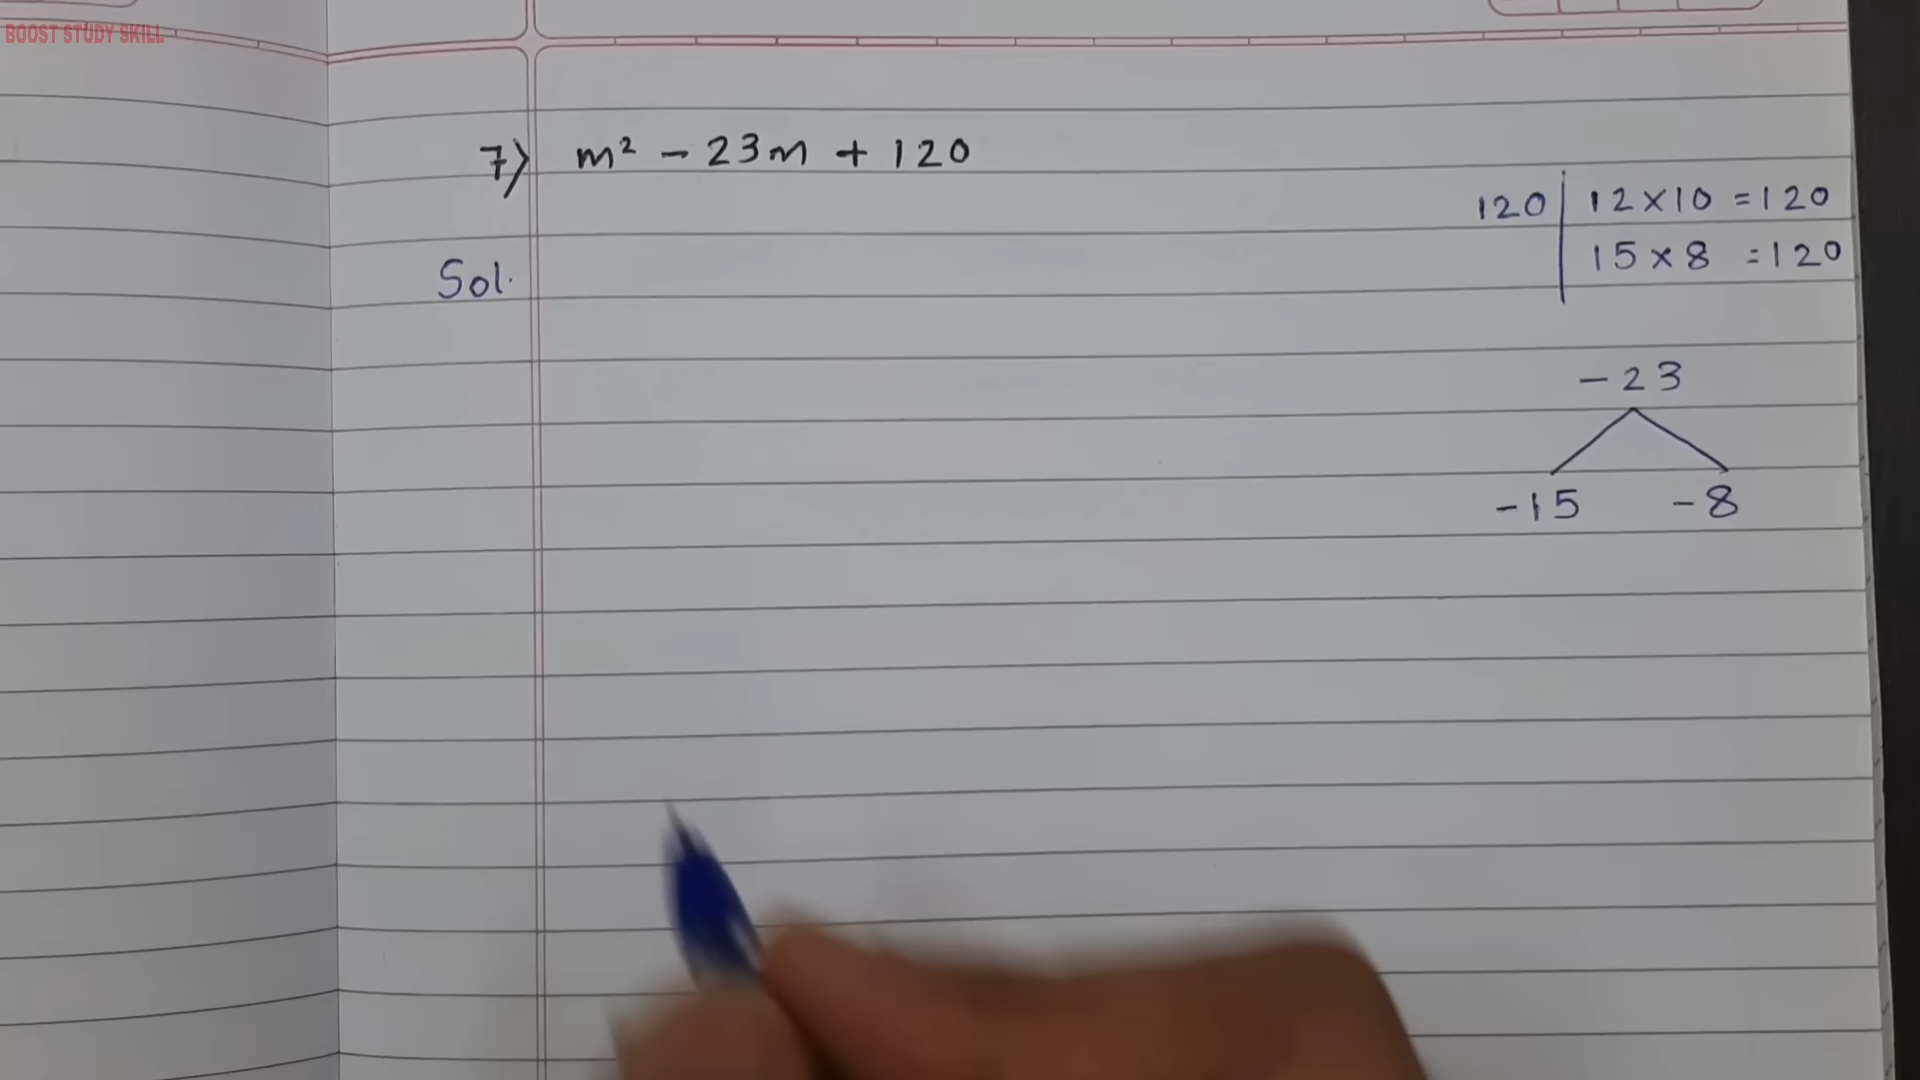 BOOST STUDY SKILL
7) m² - 23m + 120
120 | 12 × 10 = 120
15 × 8 = 120
Sol.
- 23
-15 -8